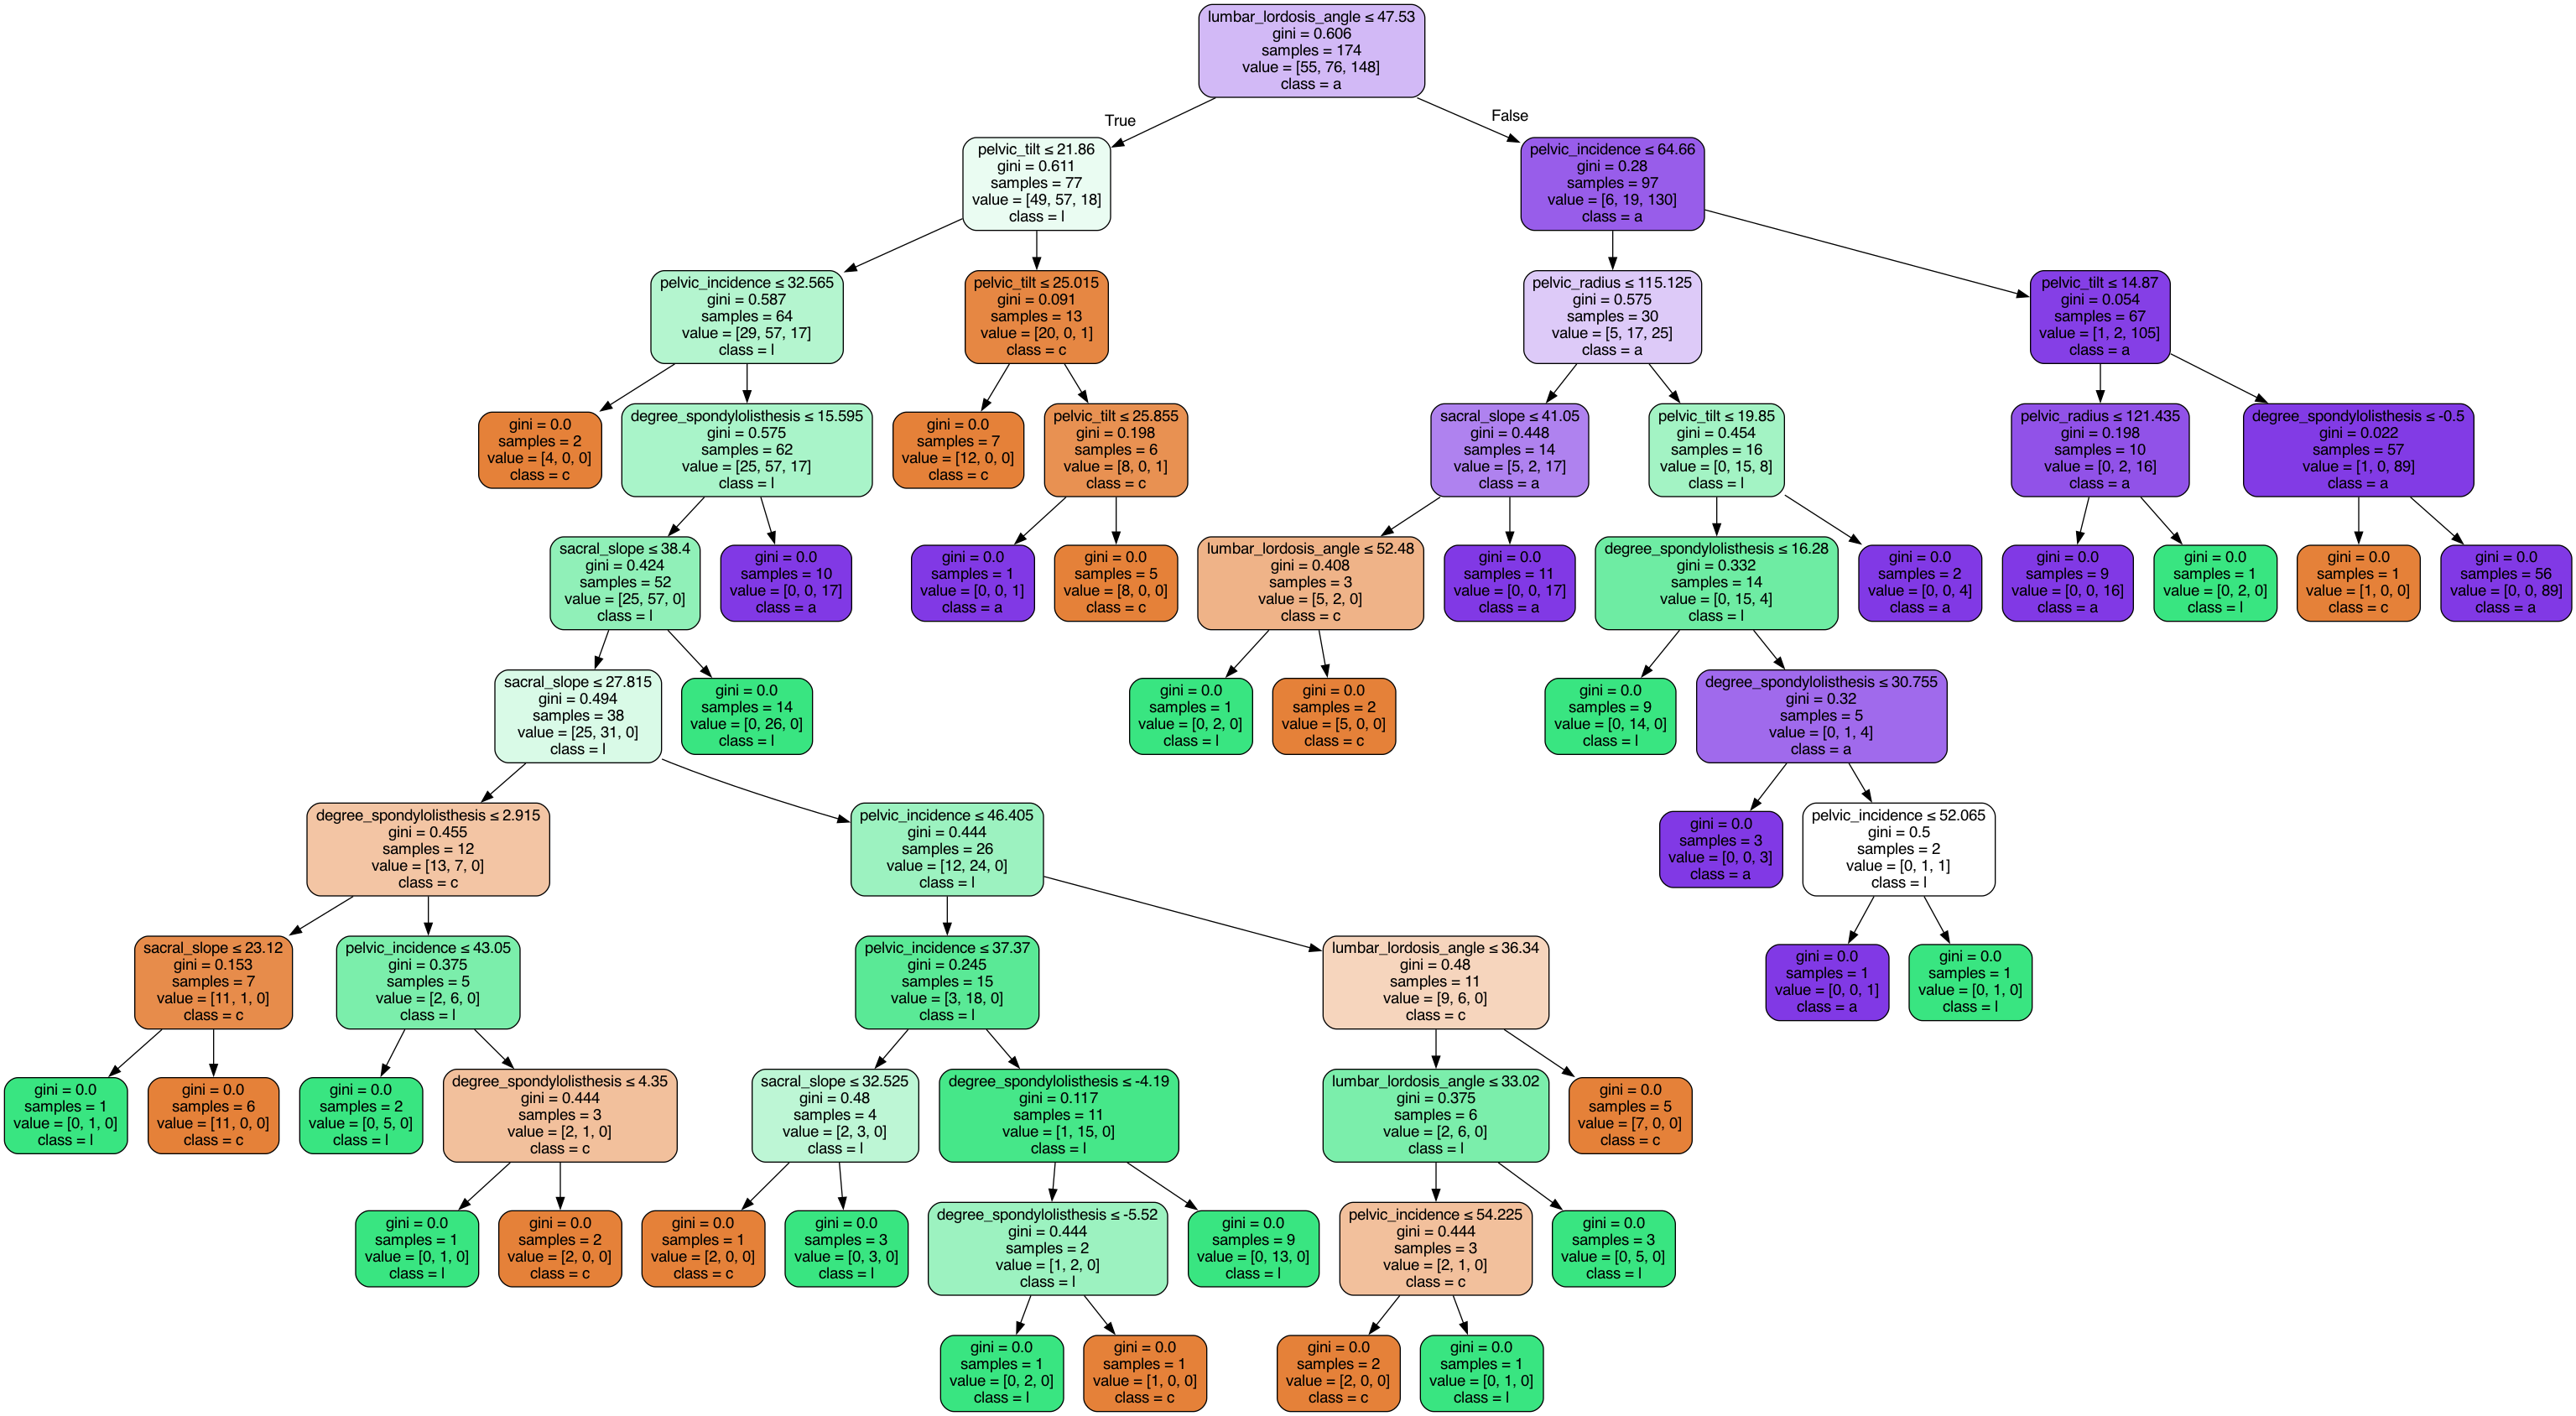 lumbar_lordosis_angle ≤ 47.53
gini = 0.606
samples = 174
value = [55, 76, 148]
class = a
True
False
pelvic_tilt ≤ 21.86
gini = 0.611
samples = 77
value = [49, 57, 18]
class = l
pelvic_incidence ≤ 64.66
gini = 0.28
samples = 97
value = [6, 19, 130]
class = a
pelvic_incidence ≤ 32.565
gini = 0.587
samples = 64
value = [29, 57, 17]
class = l
pelvic_tilt ≤ 25.015
gini = 0.091
samples = 13
value = [20, 0, 1]
class = c
pelvic_radius ≤ 115.125
gini = 0.575
samples = 30
value = [5, 17, 25]
class = a
pelvic_tilt ≤ 14.87
gini = 0.054
samples = 67
value = [1, 2, 105]
class = a
gini = 0.0
samples = 2
value = [4, 0, 0]
class = c
degree_spondylolisthesis ≤ 15.595
gini = 0.575
samples = 62
value = [25, 57, 17]
class = l
gini = 0.0
samples = 7
value = [12, 0, 0]
class = c
pelvic_tilt ≤ 25.855
gini = 0.198
samples = 6
value = [8, 0, 1]
class = c
sacral_slope ≤ 41.05
gini = 0.448
samples = 14
value = [5, 2, 17]
class = a
pelvic_tilt ≤ 19.85
gini = 0.454
samples = 16
value = [0, 15, 8]
class = l
pelvic_radius ≤ 121.435
gini = 0.198
samples = 10
value = [0, 2, 16]
class = a
degree_spondylolisthesis ≤ -0.5
gini = 0.022
samples = 57
value = [1, 0, 89]
class = a
sacral_slope ≤ 38.4
gini = 0.424
samples = 52
value = [25, 57, 0]
class = l
gini = 0.0
samples = 10
value = [0, 0, 17]
class = a
gini = 0.0
samples = 1
value = [0, 0, 1]
class = a
gini = 0.0
samples = 5
value = [8, 0, 0]
class = c
lumbar_lordosis_angle ≤ 52.48
gini = 0.408
samples = 3
value = [5, 2, 0]
class = c
gini = 0.0
samples = 11
value = [0, 0, 17]
class = a
degree_spondylolisthesis ≤ 16.28
gini = 0.332
samples = 14
value = [0, 15, 4]
class = l
gini = 0.0
samples = 2
value = [0, 0, 4]
class = a
gini = 0.0
samples = 9
value = [0, 0, 16]
class = a
gini = 0.0
samples = 1
value = [0, 2, 0]
class = l
gini = 0.0
samples = 1
value = [1, 0, 0]
class = c
gini = 0.0
samples = 56
value = [0, 0, 89]
class = a
sacral_slope ≤ 27.815
gini = 0.494
samples = 38
value = [25, 31, 0]
class = l
gini = 0.0
samples = 14
value = [0, 26, 0]
class = l
gini = 0.0
samples = 1
value = [0, 2, 0]
class = l
gini = 0.0
samples = 2
value = [5, 0, 0]
class = c
gini = 0.0
samples = 9
value = [0, 14, 0]
class = l
degree_spondylolisthesis ≤ 30.755
gini = 0.32
samples = 5
value = [0, 1, 4]
class = a
degree_spondylolisthesis ≤ 2.915
gini = 0.455
samples = 12
value = [13, 7, 0]
class = c
pelvic_incidence ≤ 46.405
gini = 0.444
samples = 26
value = [12, 24, 0]
class = l
gini = 0.0
samples = 3
value = [0, 0, 3]
class = a
pelvic_incidence ≤ 52.065
gini = 0.5
samples = 2
value = [0, 1, 1]
class = l
sacral_slope ≤ 23.12
gini = 0.153
samples = 7
value = [11, 1, 0]
class = c
pelvic_incidence ≤ 43.05
gini = 0.375
samples = 5
value = [2, 6, 0]
class = l
pelvic_incidence ≤ 37.37
gini = 0.245
samples = 15
value = [3, 18, 0]
class = l
lumbar_lordosis_angle ≤ 36.34
gini = 0.48
samples = 11
value = [9, 6, 0]
class = c
gini = 0.0
samples = 1
value = [0, 0, 1]
class = a
gini = 0.0
samples = 1
value = [0, 1, 0]
class = l
gini = 0.0
samples = 1
value = [0, 1, 0]
class = l
gini = 0.0
samples = 6
value = [11, 0, 0]
class = c
gini = 0.0
samples = 2
value = [0, 5, 0]
class = l
degree_spondylolisthesis ≤ 4.35
gini = 0.444
samples = 3
value = [2, 1, 0]
class = c
sacral_slope ≤ 32.525
gini = 0.48
samples = 4
value = [2, 3, 0]
class = l
degree_spondylolisthesis ≤ -4.19
gini = 0.117
samples = 11
value = [1, 15, 0]
class = l
lumbar_lordosis_angle ≤ 33.02
gini = 0.375
samples = 6
value = [2, 6, 0]
class = l
gini = 0.0
samples = 5
value = [7, 0, 0]
class = c
gini = 0.0
samples = 1
value = [0, 1, 0]
class = l
gini = 0.0
samples = 2
value = [2, 0, 0]
class = c
gini = 0.0
samples = 1
value = [2, 0, 0]
class = c
gini = 0.0
samples = 3
value = [0, 3, 0]
class = l
degree_spondylolisthesis ≤ -5.52
gini = 0.444
samples = 2
value = [1, 2, 0]
class = l
gini = 0.0
samples = 9
value = [0, 13, 0]
class = l
pelvic_incidence ≤ 54.225
gini = 0.444
samples = 3
value = [2, 1, 0]
class = c
gini = 0.0
samples = 3
value = [0, 5, 0]
class = l
gini = 0.0
samples = 1
value = [0, 2, 0]
class = l
gini = 0.0
samples = 1
value = [1, 0, 0]
class = c
gini = 0.0
samples = 2
value = [2, 0, 0]
class = c
gini = 0.0
samples = 1
value = [0, 1, 0]
class = l